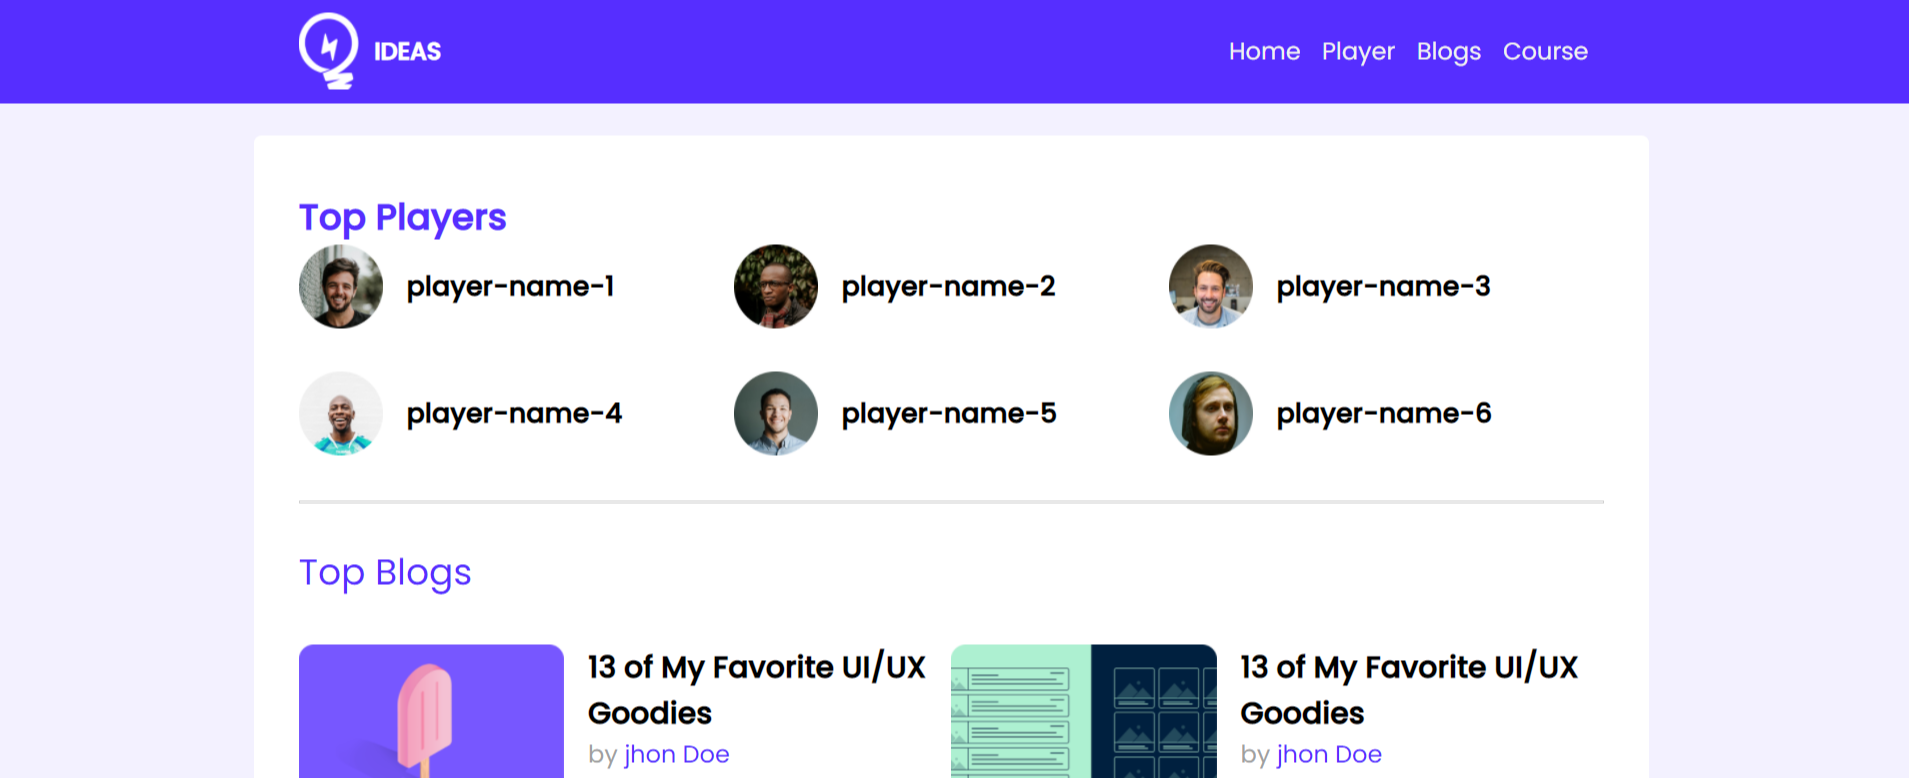 IDEAS
Home Player Blogs Course
Top Players
player-name-1 player-name-2 player-name-3
player-name-4 player-name-5 player-name-6
Top Blogs
13 of My Favorite UI/UX
Goodies
by jhon Doe
13 of My Favorite UI/UX
Goodies
by jhon Doe